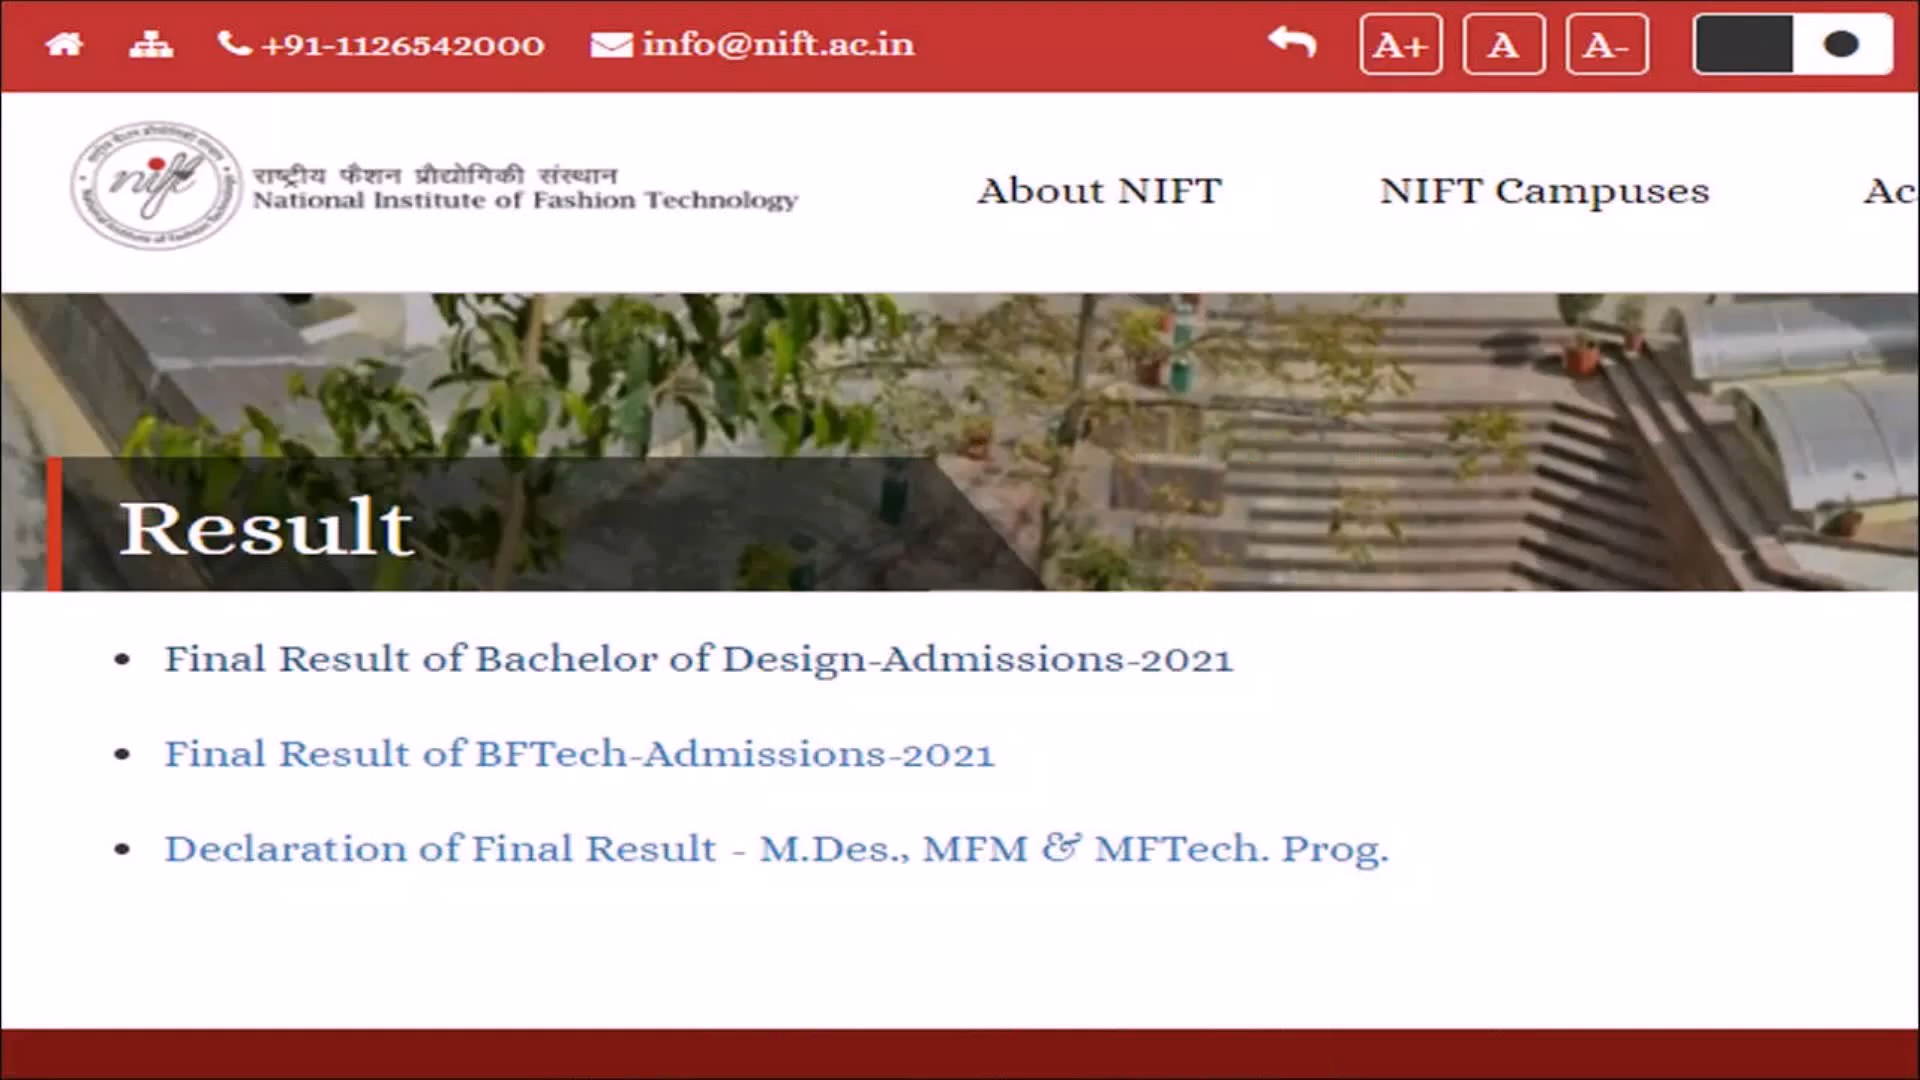 +91-1126542000 info@nift.ac.in A+ A A-
nift
राष्ट्रीय फैशन प्रौद्योगिकी संस्थान
National Institute of Fashion Technology
About NIFT NIFT Campuses Ac
Result
Final Result of Bachelor of Design-Admissions-2021
Final Result of BFTech-Admissions-2021
Declaration of Final Result - M.Des., MFM & MFTech. Prog.